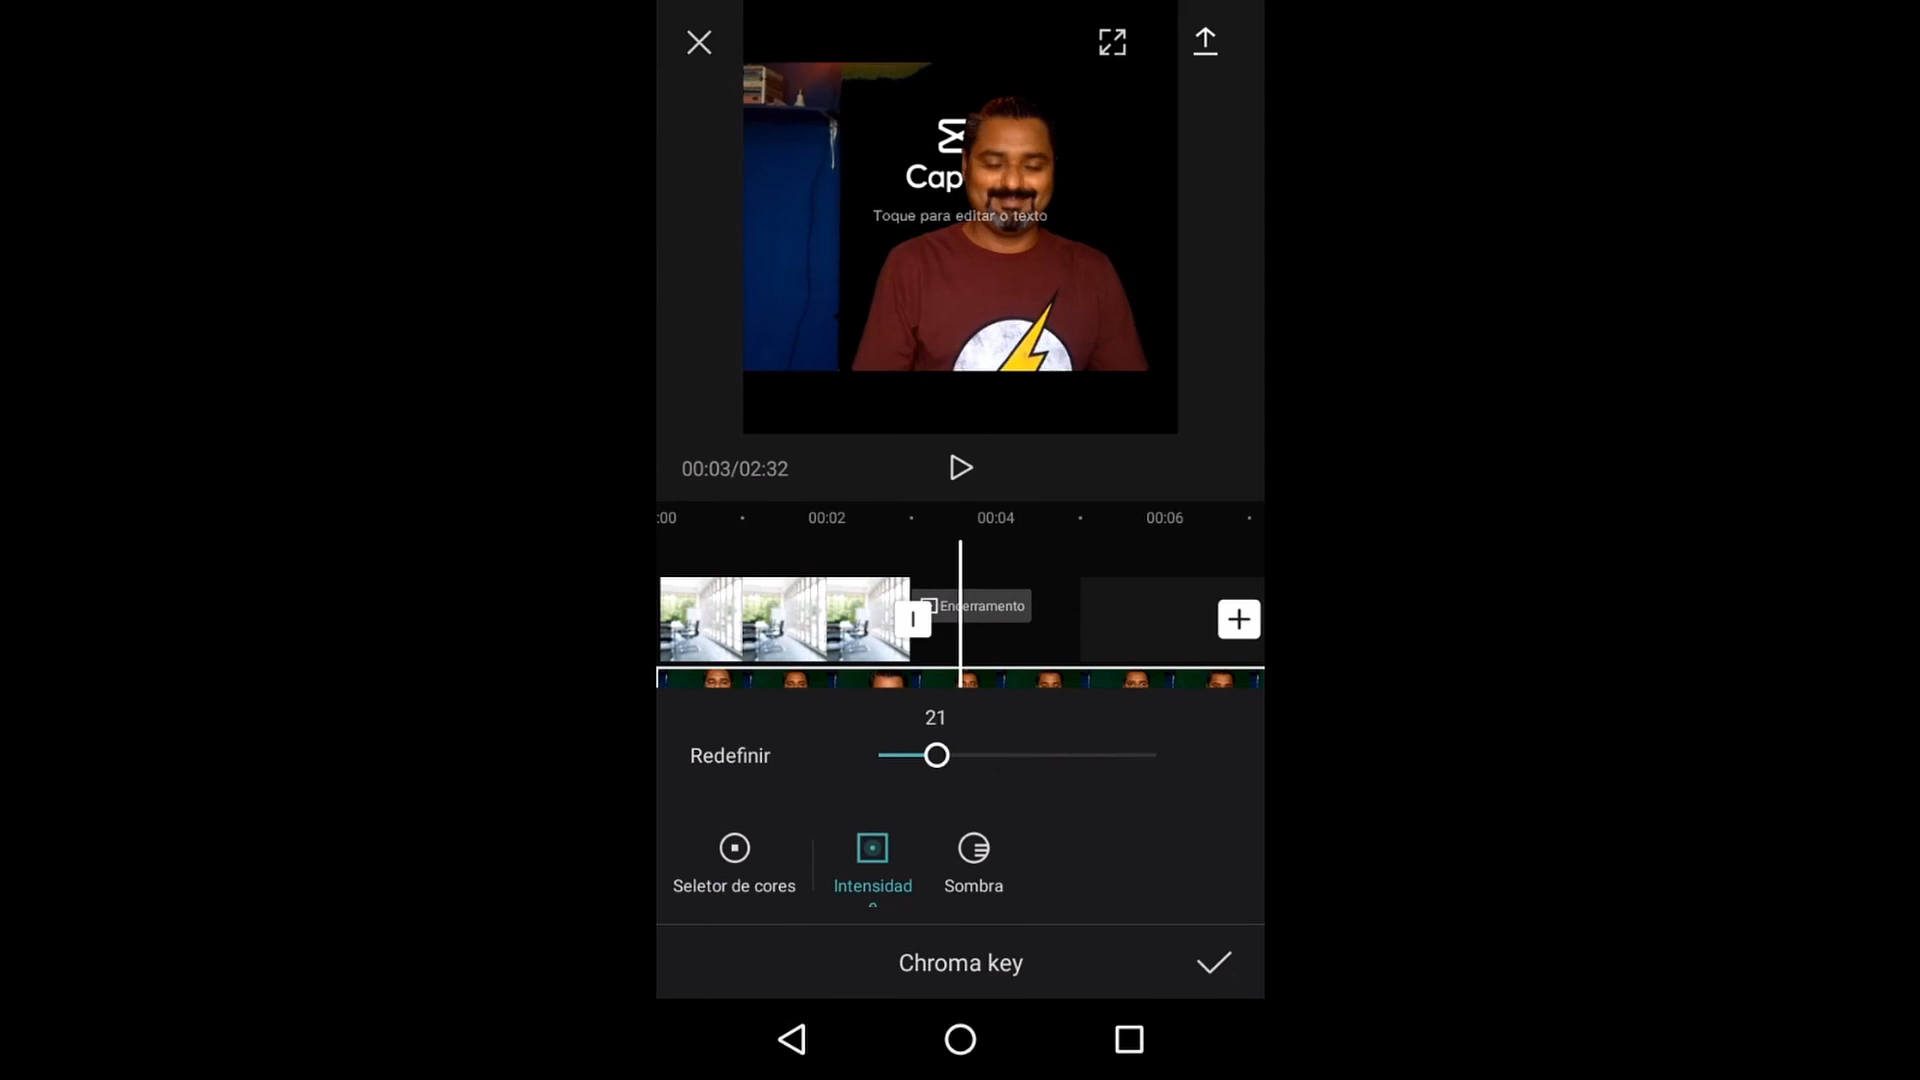 Cap
Toque para editar o texto
00:03/02:32
:00
00:02
00:04
00:06
Encerramento
21
Redefinir
Seletor de cores
Intensidad
Sombra
Chroma key